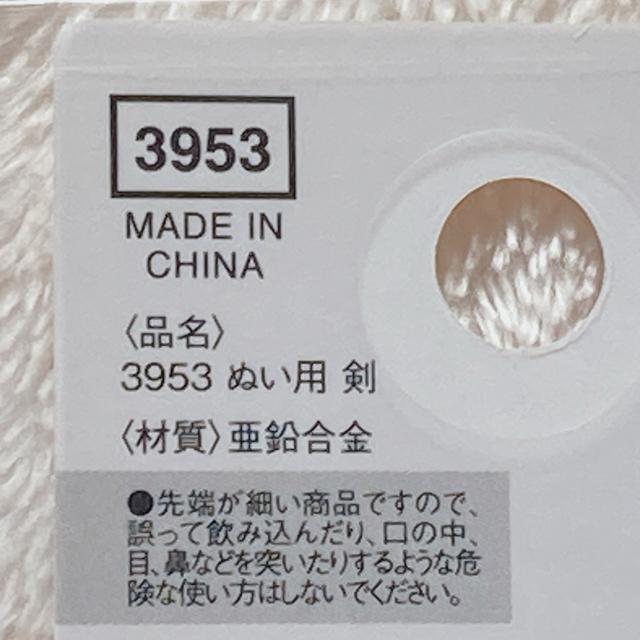 3953
MADE IN
CHINA
〈品名〉
3953 ぬい用 剣
〈材質〉亜鉛合金
●先端が細い商品ですので、
誤って飲み込んだり、口の中、
目、鼻などを突いたりするような危
険な使い方はしないでください。